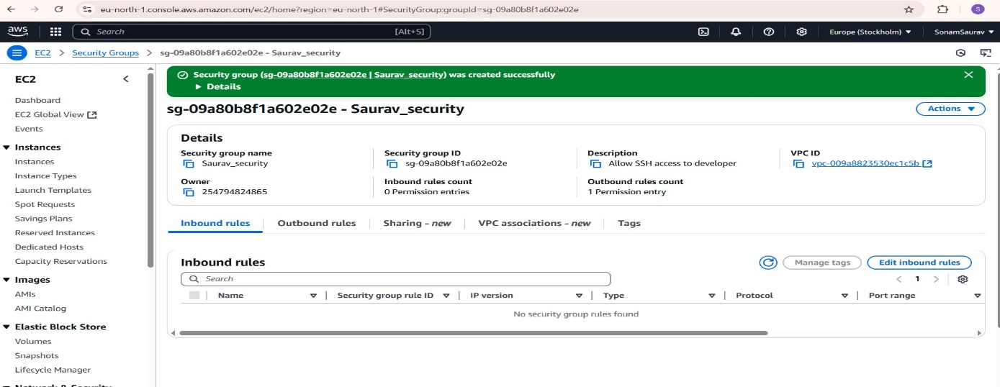 eu-north-1.console.aws.amazon.com/ec2/home?region=eu-north-1#SecurityGroup:groupId=sg-09a80b8f1a602e02e
S
aws
Search
[Alt+S]
Europe (Stockholm)
SonamSaurav
EC2 > Security Groups > sg-09a80b8f1a602e02e - Saurav_security
EC2
Dashboard
EC2 Global View
Events
Instances
Instances
Instance Types
Launch Templates
Spot Requests
Savings Plans
Reserved Instances
Dedicated Hosts
Capacity Reservations
Images
AMIs
AMI Catalog
Elastic Block Store
Volumes
Snapshots
Lifecycle Manager
Network & Security
Security group (sg-09a80b8f1a602e02e | Saurav_security) was created successfully
Details
sg-09a80b8f1a602e02e - Saurav_security
Actions
Details
Security group name
Saurav_security
Security group ID
sg-09a80b8f1a602e02e
Description
Allow SSH access to developer
VPC ID
vpc-009a8823530ec1c5b
Owner
254794824865
Inbound rules count
0 Permission entries
Outbound rules count
1 Permission entry
Inbound rules
Outbound rules
Sharing - new
VPC associations - new
Tags
Inbound rules
Manage tags
Edit inbound rules
Search
1
Name
Security group rule ID
IP version
Type
Protocol
Port range
No security group rules found